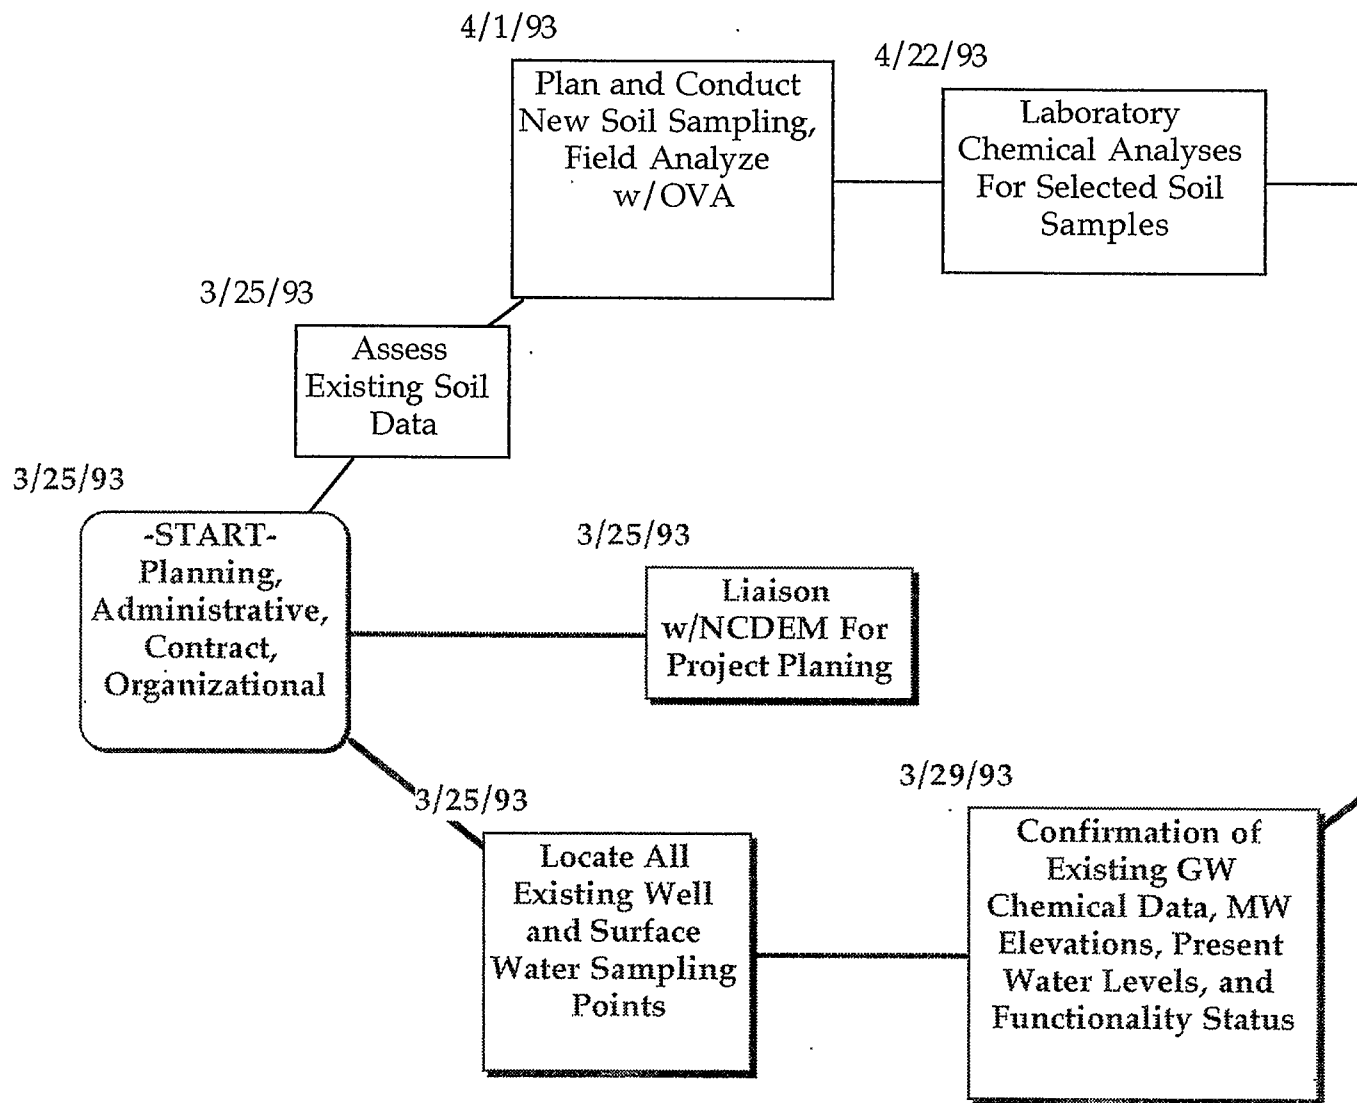 4/1/93
Plan and Conduct
New Soil Sampling,
Field Analyze
w/OVA
4/22/93
Laboratory
Chemical Analyses
For Selected Soil
Samples
3/25/93
Assess
Existing Soil
Data
3/25/93
-START-
Planning,
Administrative,
Contract,
Organizational
3/25/93
Liaison
w/NCDEM For
Project Planing
3/25/93
Locate All
Existing Well
and Surface
Water Sampling
Points
3/29/93
Confirmation of
Existing GW
Chemical Data, MW
Elevations, Present
Water Levels, and
Functionality Status